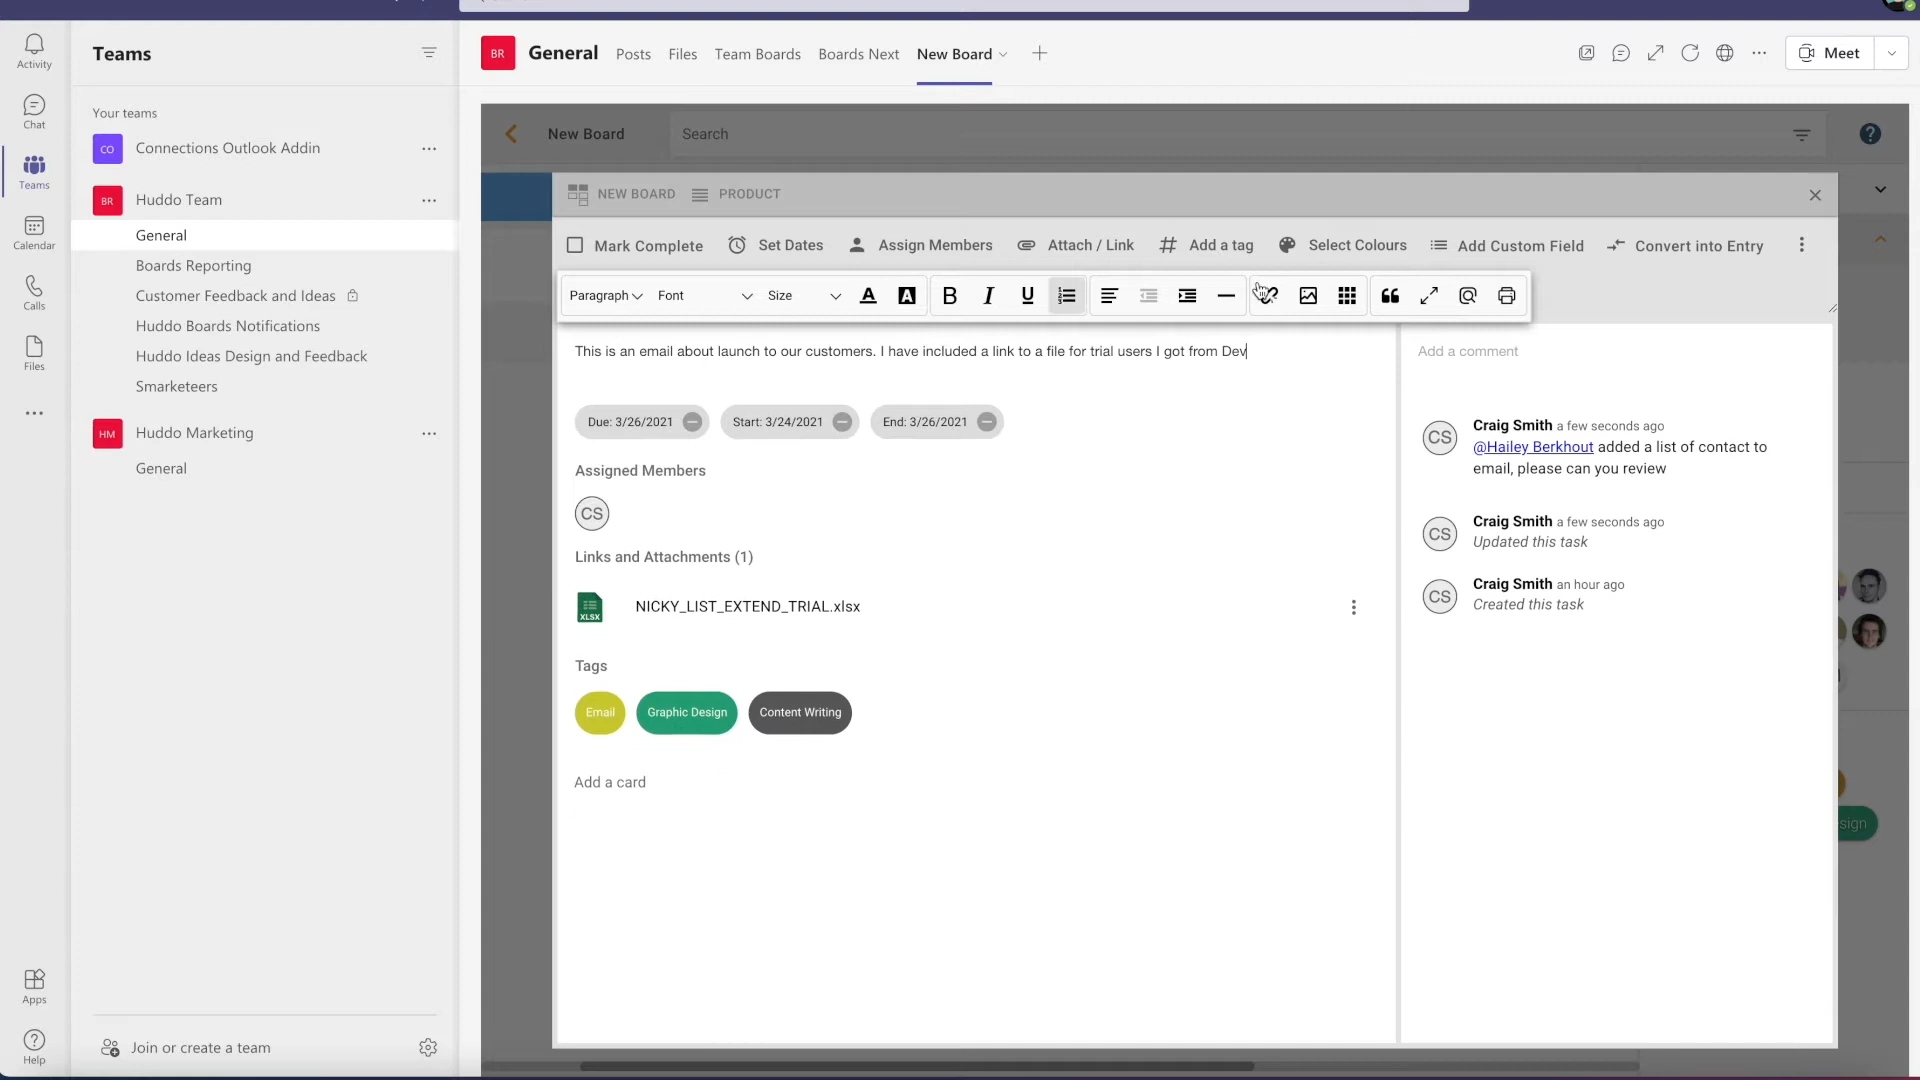 Activity
Chat
Teams
Calendar
Calls
Files
Apps
Help
Teams
Your teams
CO Connections Outlook Addin
BR Huddo Team
General
Boards Reporting
Customer Feedback and Ideas
Huddo Boards Notifications
Huddo Ideas Design and Feedback
Smarketeers
HM Huddo Marketing
General
Join or create a team
BR General Posts Files Team Boards Boards Next New Board Meet
New Board Search
NEW BOARD PRODUCT
Mark Complete Set Dates Assign Members Attach / Link Add a tag Select Colours Add Custom Field Convert into Entry
Paragraph Font Size A A B I U
This is an email about launch to our customers. I have included a link to a file for trial users I got from Dev
Due: 3/26/2021 Start: 3/24/2021 End: 3/26/2021
Assigned Members
CS
Links and Attachments (1)
XLSX NICKY_LIST_EXTEND_TRIAL.xlsx
Tags
Email Graphic Design Content Writing
Add a card
Add a comment
CS Craig Smith a few seconds ago
@Hailey Berkhout added a list of contact to
email, please can you review
CS Craig Smith a few seconds ago
Updated this task
CS Craig Smith an hour ago
Created this task
sign